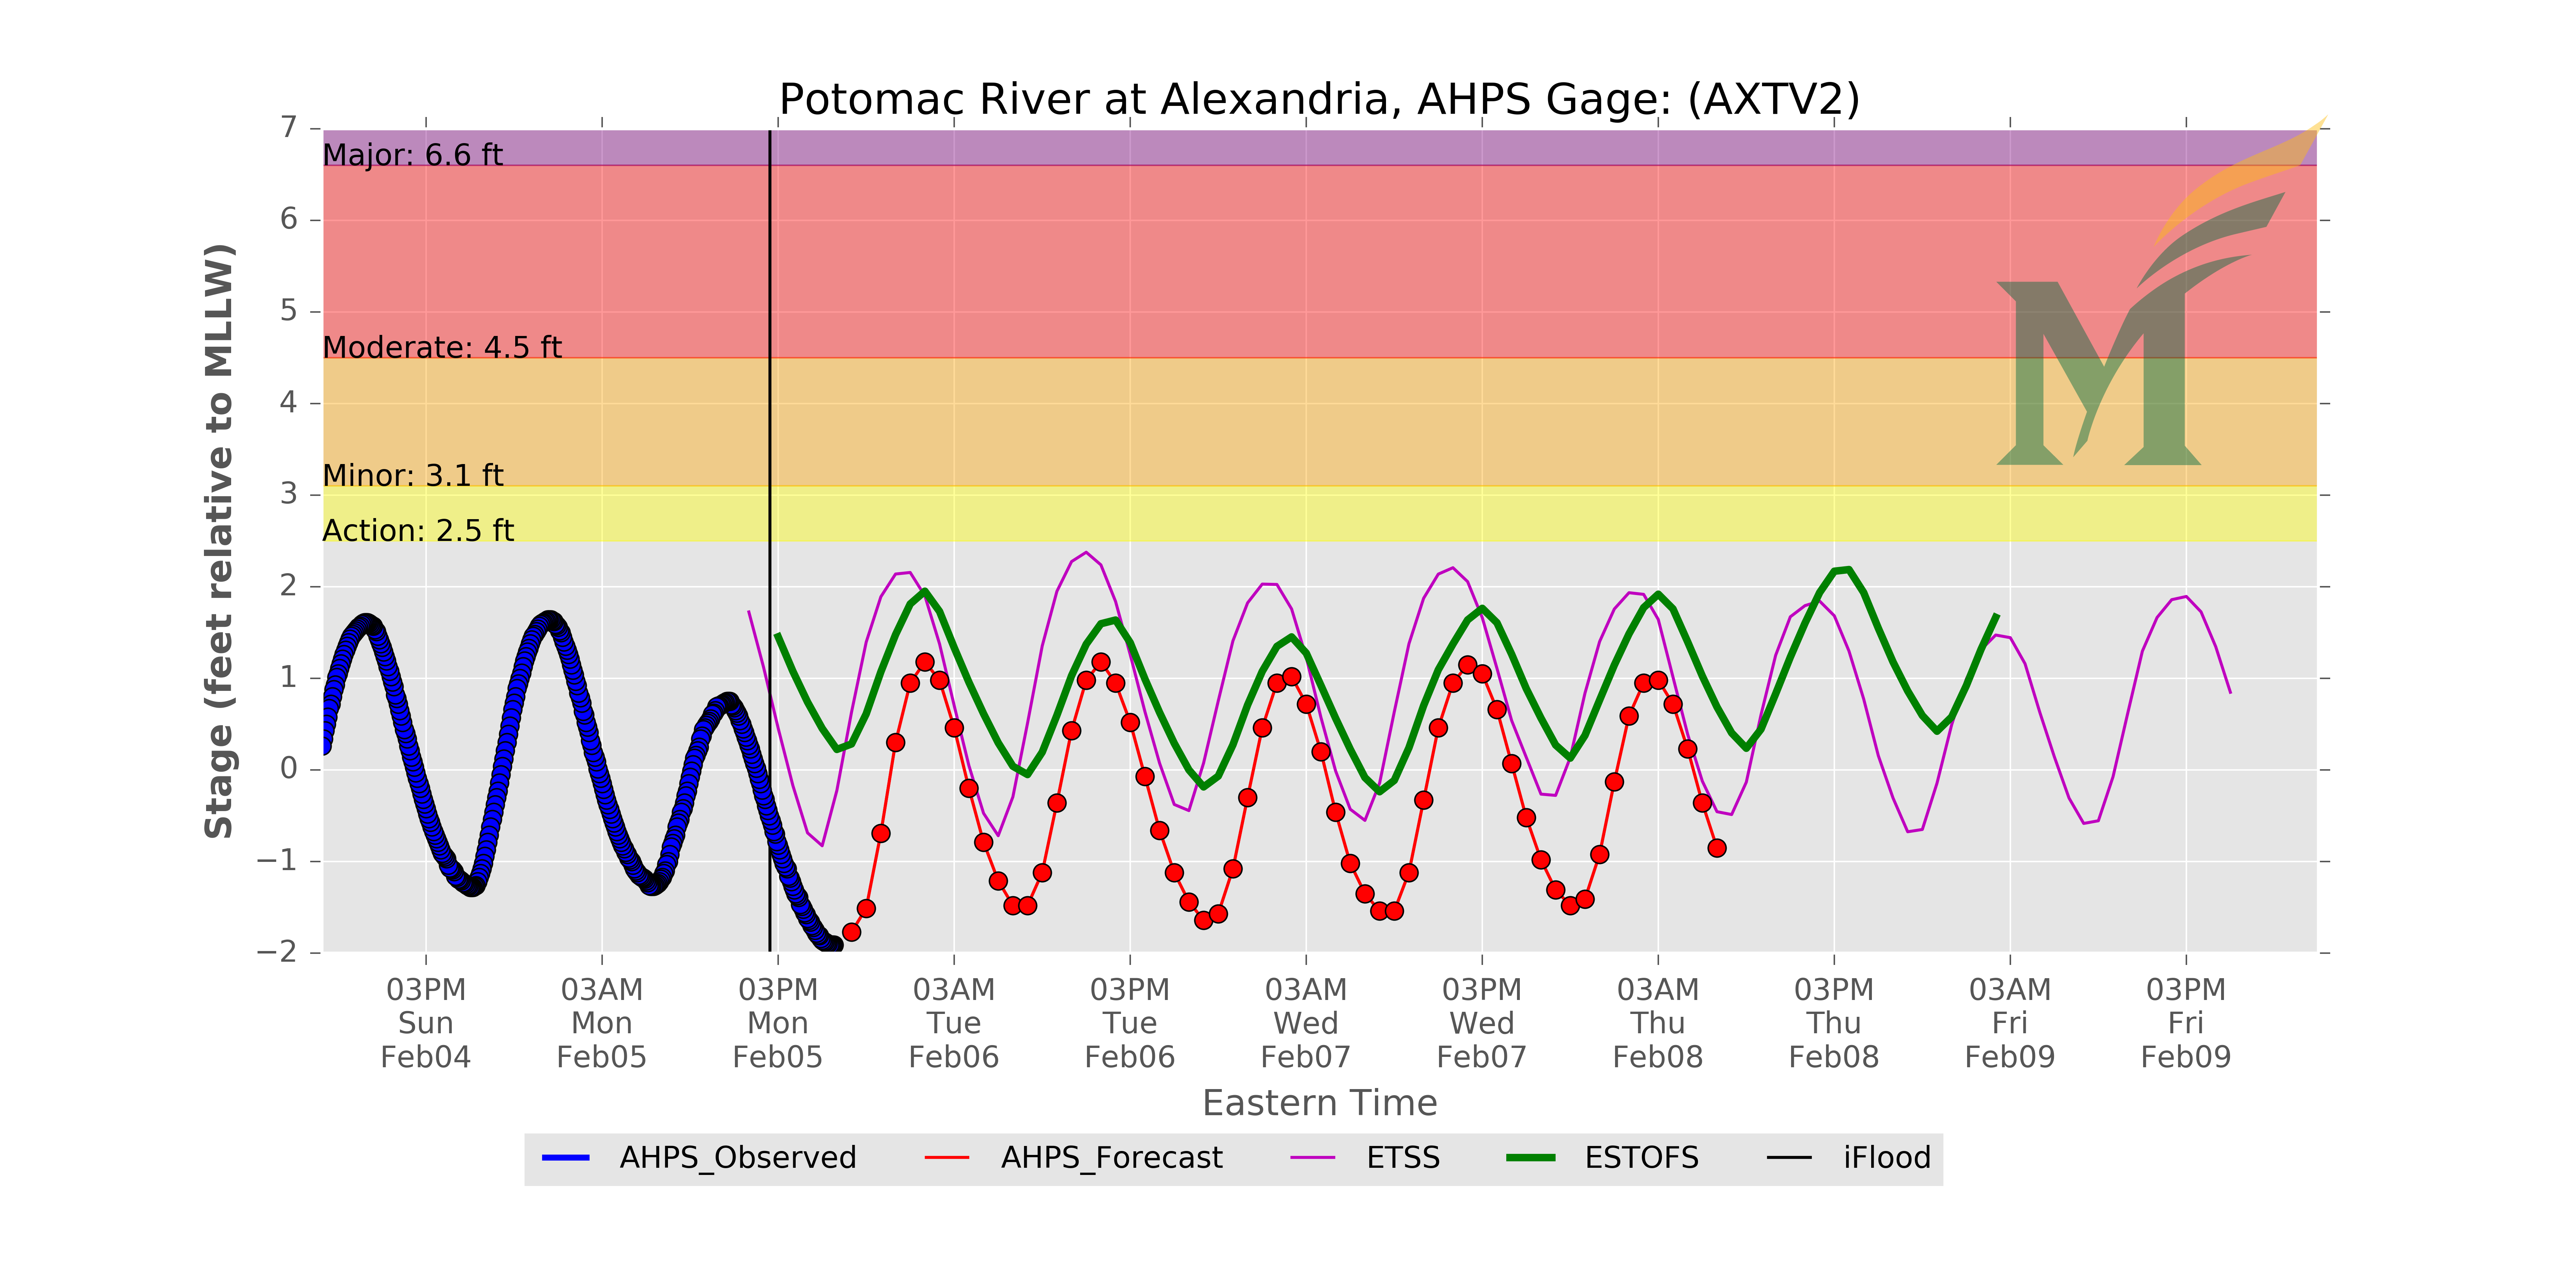 Potomac River at Alexandria, AHPS Gage: (AXTV2)
7
6
5
4
3
2
1
0
−1
−2
Stage (feet relative to MLLW)
Major: 6.6 ft
Moderate: 4.5 ft
Minor: 3.1 ft
Action: 2.5 ft
03PM
Sun
Feb04
03AM
Mon
Feb05
03PM
Mon
Feb05
03AM
Tue
Feb06
03PM
Tue
Feb06
03AM
Wed
Feb07
03PM
Wed
Feb07
03AM
Thu
Feb08
03PM
Thu
Feb08
03AM
Fri
Feb09
03PM
Fri
Feb09
Eastern Time
AHPS_Observed
AHPS_Forecast
ETSS
ESTOFS
iFlood
M